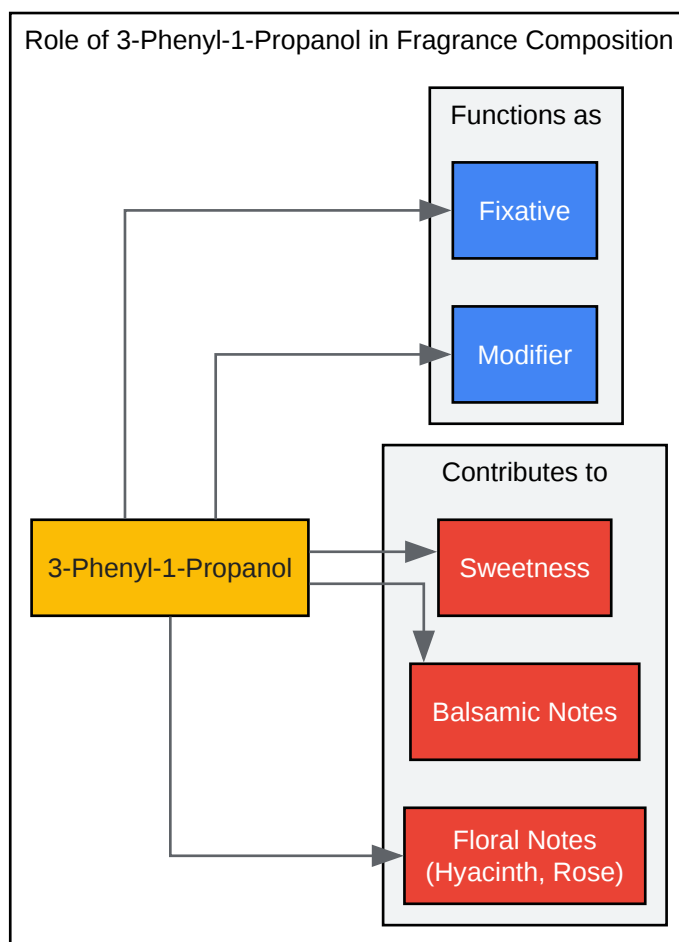 Role of 3-Phenyl-1-Propanol in Fragrance Composition
Functions as
Fixative
Modifier
Contributes to
3-Phenyl-1-Propanol
Sweetness
Balsamic Notes
Floral Notes
(Hyacinth, Rose)